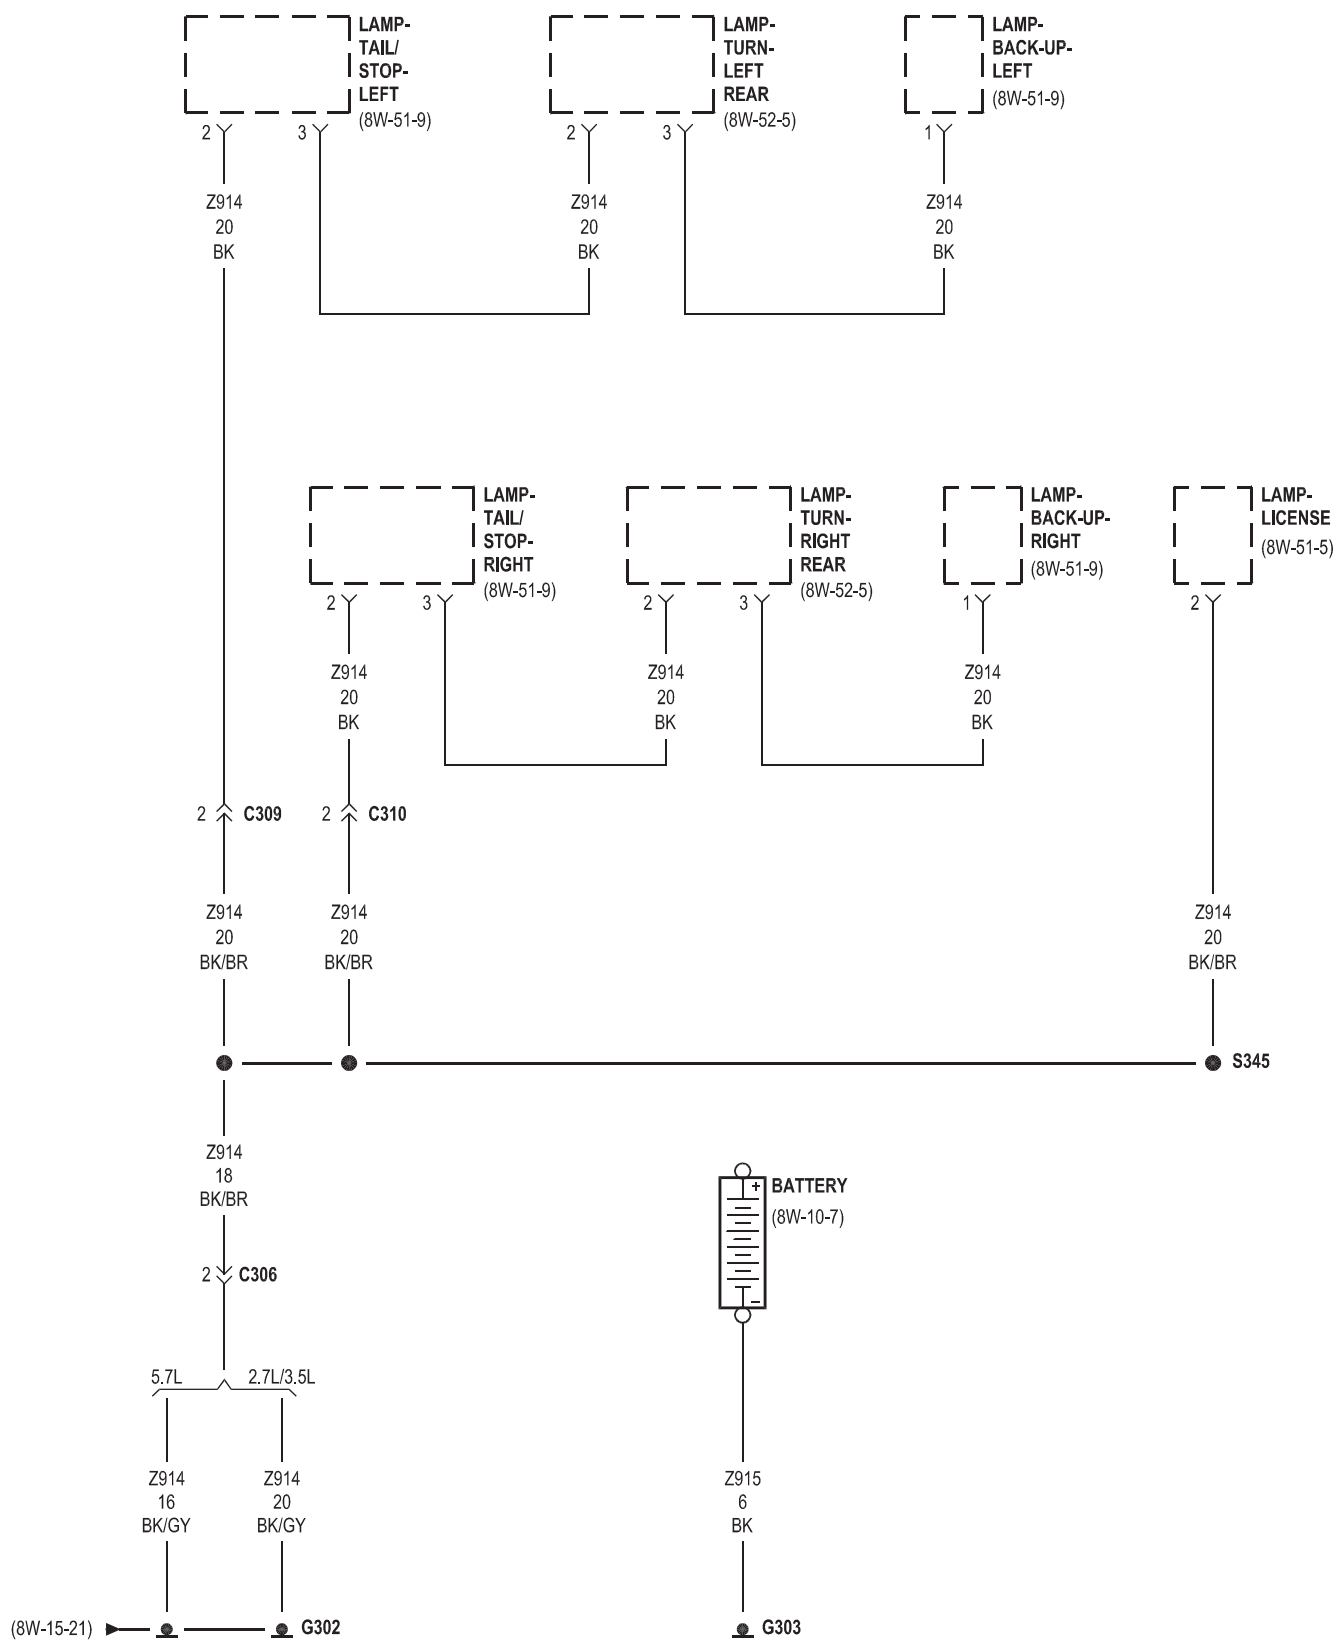 LAMP-
TAIL/
STOP-
LEFT
(8W-51-9)
LAMP-
TURN-
LEFT
REAR
(8W-52-5)
LAMP-
BACK-UP-
LEFT
(8W-51-9)
2
3
2
3
1
Z914
20
BK
Z914
20
BK
Z914
20
BK
LAMP-
TAIL/
STOP-
RIGHT
(8W-51-9)
LAMP-
TURN-
RIGHT
REAR
(8W-52-5)
LAMP-
BACK-UP-
RIGHT
(8W-51-9)
LAMP-
LICENSE
(8W-51-5)
2
3
2
3
1
2
Z914
20
BK
Z914
20
BK
Z914
20
BK
2 C309
2 C310
Z914
20
BK/BR
Z914
20
BK/BR
Z914
20
BK/BR
S345
Z914
18
BK/BR
2 C306
+
BATTERY
(8W-10-7)
–
5.7L
2.7L/3.5L
Z914
16
BK/GY
Z914
20
BK/GY
Z915
6
BK
(8W-15-21)
G302
G303